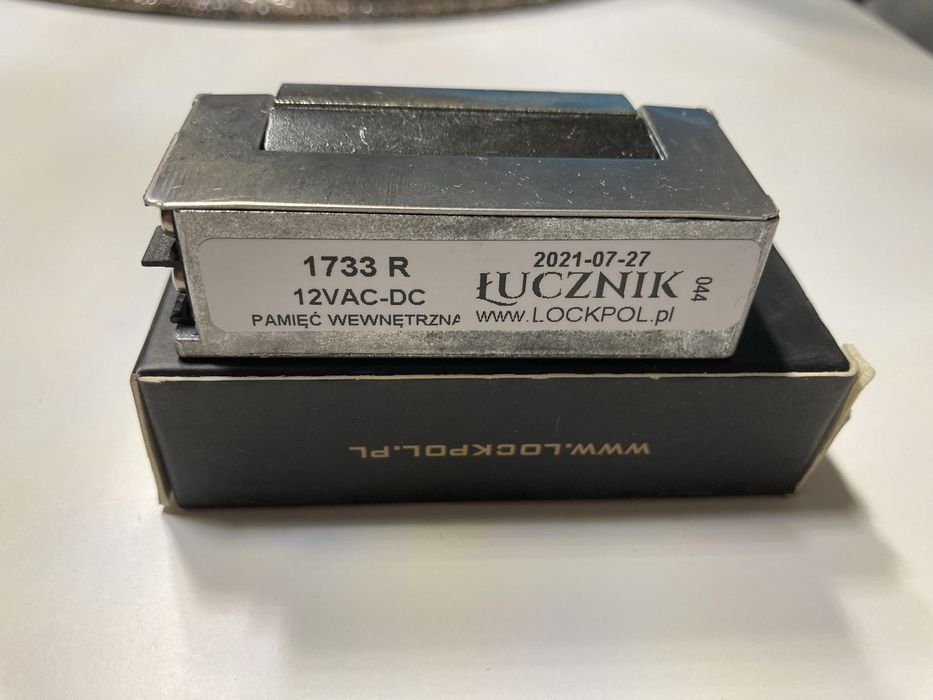 1733 R
12VAC-DC
PAMIĘĆ WEWNĘTRZNA
2021-07-27
ŁUCZNIK
www.LOCKPOL.pl
044
WWW.LOCKPOL.PL